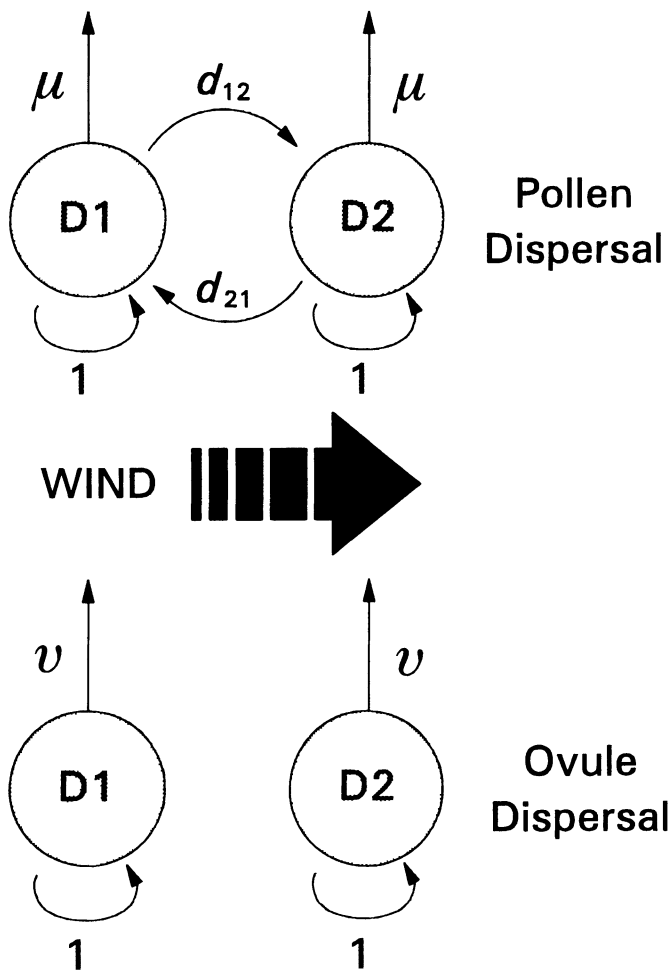 μ
d12
μ
D1
D2
Pollen
Dispersal
d21
1
1
WIND
υ
υ
D1
D2
Ovule
Dispersal
1
1